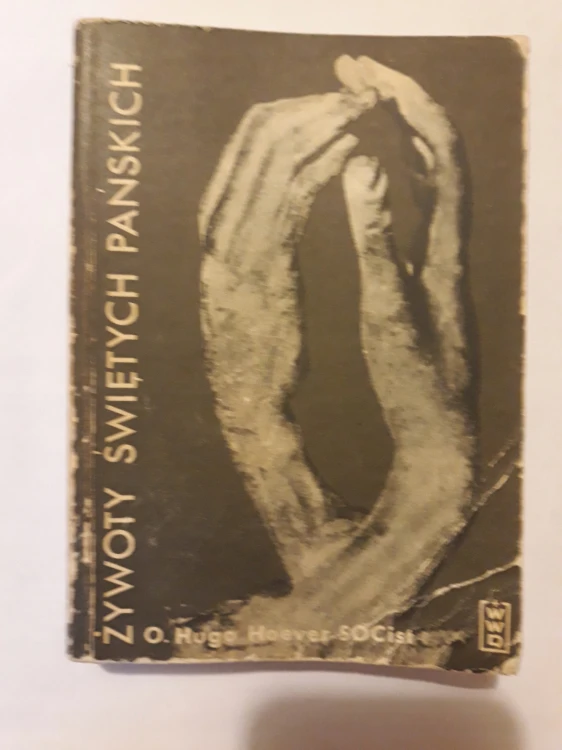 ŻYWOTY ŚWIĘTYCH PAŃSKICH
O. Hugo Hoever SOCist
WWD